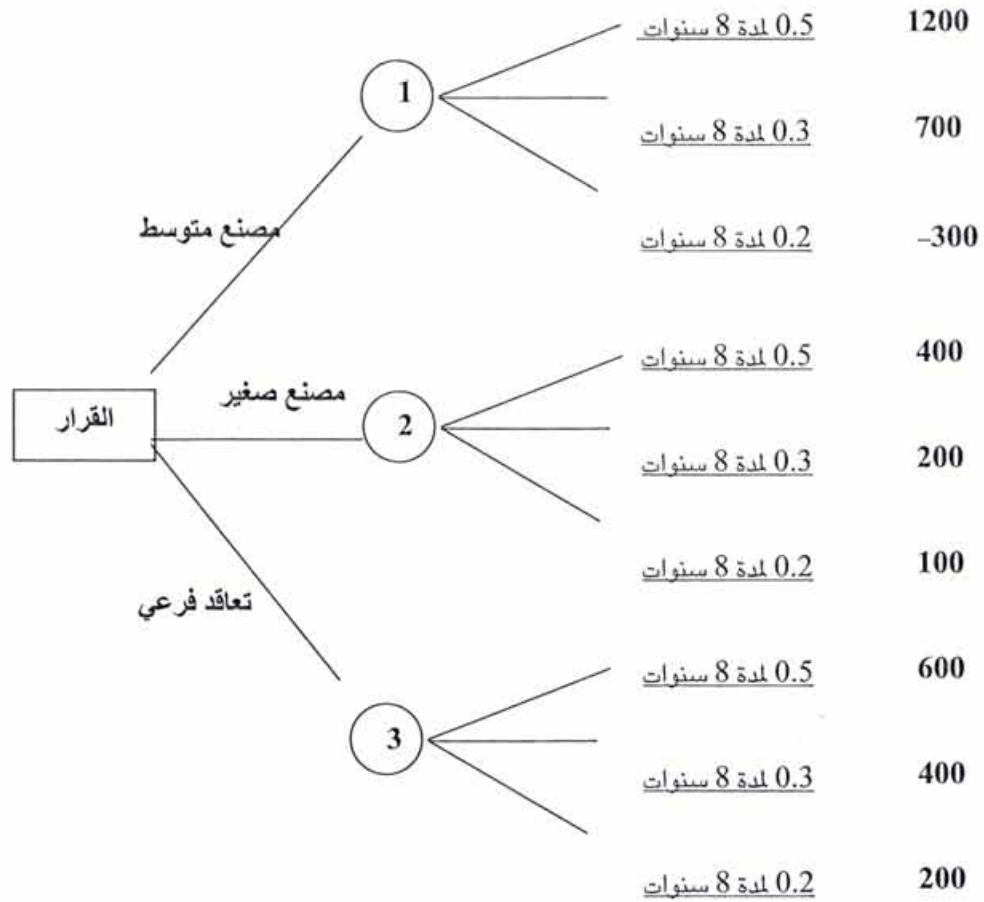 0.5 لمدة 8 سنوات 1200
1
0.3 لمدة 8 سنوات 700
مصنع متوسط
0.2 لمدة 8 سنوات –300
0.5 لمدة 8 سنوات 400
مصنع صغير
القرار
2
0.3 لمدة 8 سنوات 200
0.2 لمدة 8 سنوات 100
تعاقد فرعي
0.5 لمدة 8 سنوات 600
3
0.3 لمدة 8 سنوات 400
0.2 لمدة 8 سنوات 200